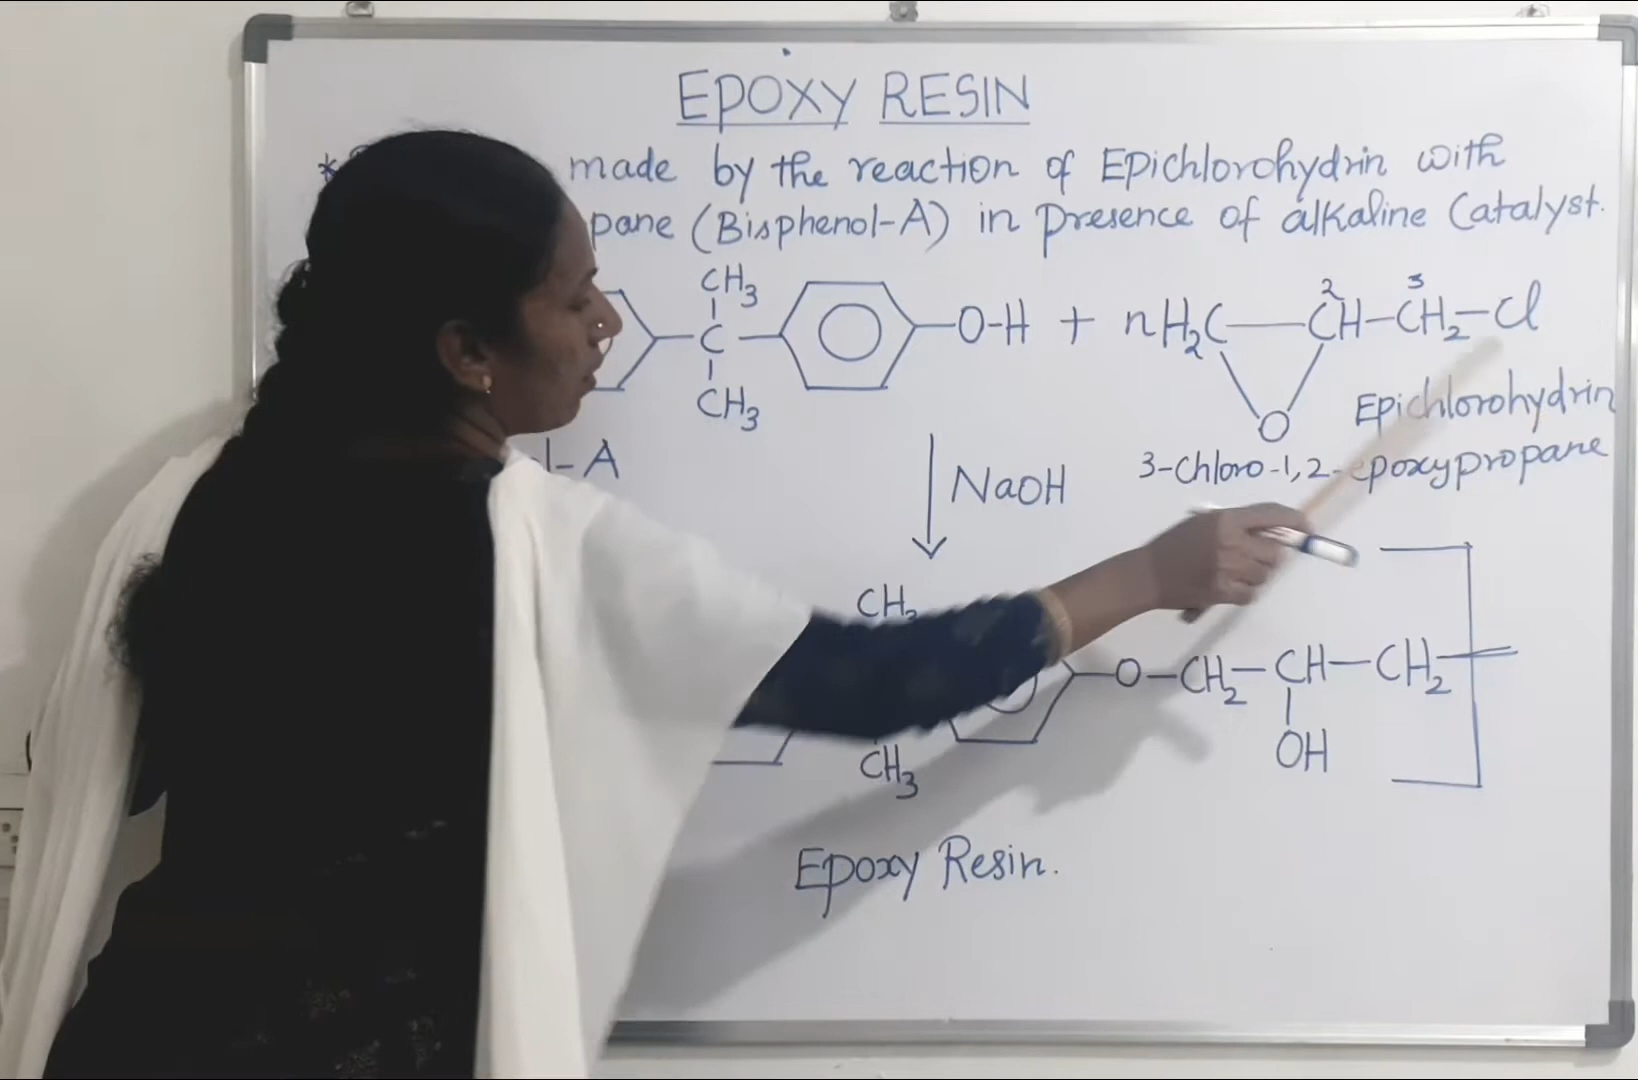 EPOXY RESIN
* made by the reaction of Epichlorohydrin with
pane (Bisphenol-A) in presence of alkaline Catalyst.
CH3
2 3
C O-H + nH2C CH-CH2-Cl
CH3
O
Epichlorohydrin
l-A
3-Chloro-1,2-epoxypropane
NaOH
CH3
O-CH2-CH-CH2
OH
CH3
Epoxy Resin.